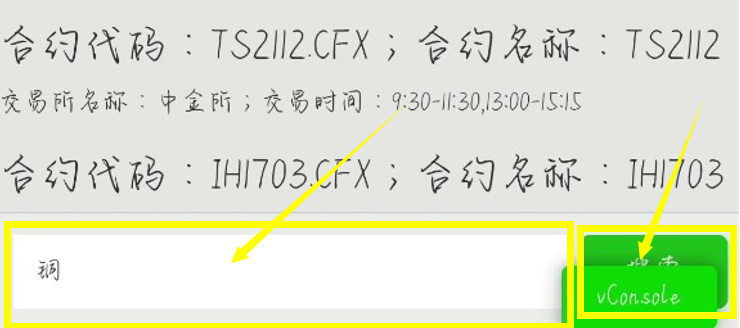 合约代码：TS2112.CFX；合约名称：TS2112
交易所名称：中金所；交易时间：9:30-11:30,13:00-15:15
合约代码：IH1703.CFX；合约名称：IH1703
铜
vConsole